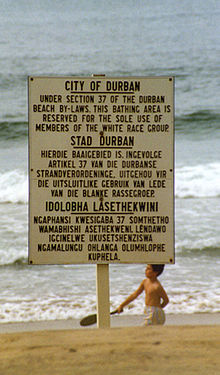 CITY OF DURBAN
UNDER SECTION 37 OF THE DURBAN
BEACH BY-LAWS. THIS BATHING AREA IS
RESERVED FOR THE SOLE USE OF
MEMBERS OF THE WHITE RACE GROUP.
STAD DURBAN
HIERDIE BAAIGEBIED IS, INGEVOLGE
ARTIKEL 37 VAN DIE DURBANSE
STRANDVERORDENINGE, UITGEHOU VIR
DIE UITSLUITLIKE GEBRUIK VAN LEDE
VAN DIE BLANKE RASSEGROEP.
IDOLOBHA LASETHEKWINI
NGAPHANSI KWESIGABA 37 SOMTHETHO
WAMABHISHI ASETHEKWENI, LENDAWO
IGCINELWE UKUSETSHENZISWA
NGAMALUNGU OHLANGA OLUMHLOPHE
KUPHELA.